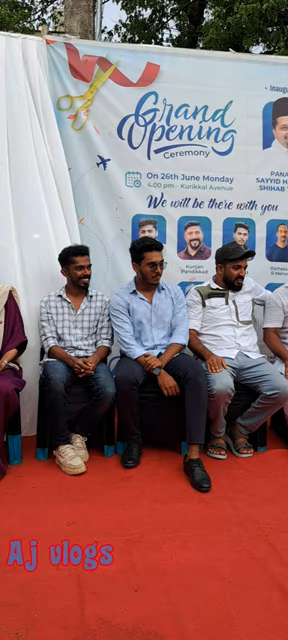 + Inaugu
Grand
Opening
Ceremony
On 26th June Monday
4.00 pm - Kurikkal Avenue
PANA
SAYYID H
SHIHAB
We will be there with you
Kunjan
Pandikkad
Aj vlogs